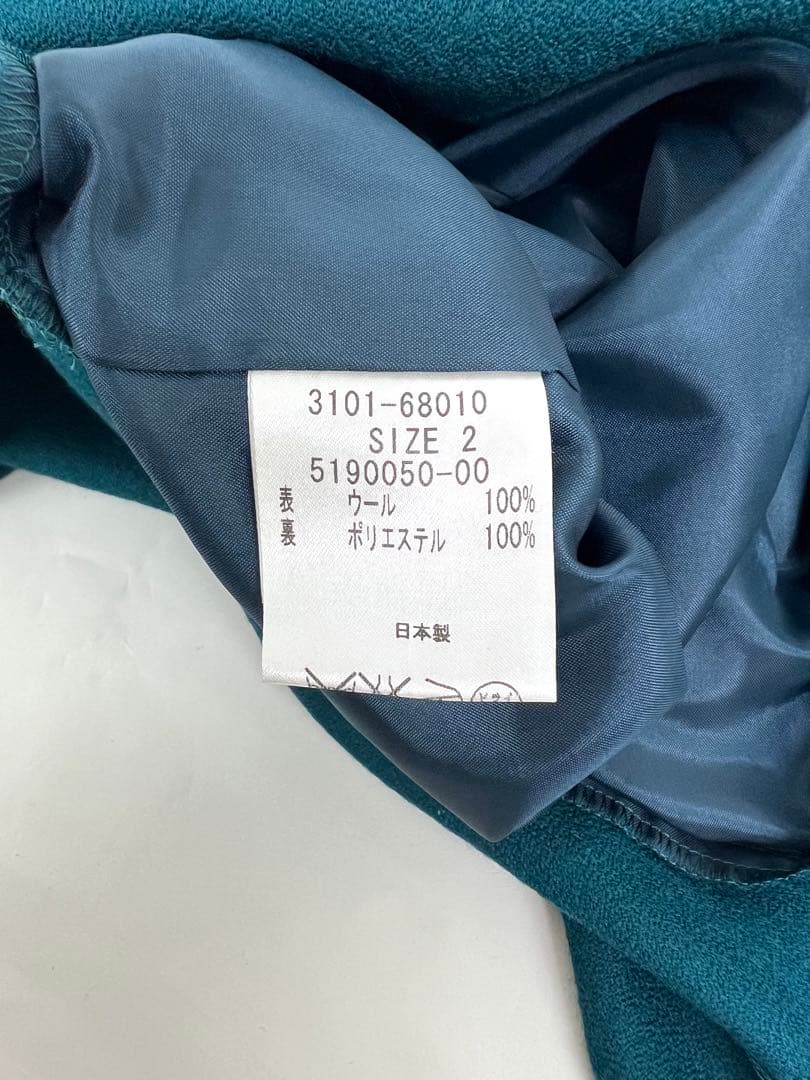 3101-68010
SIZE 2
5190050-00
表 ウール 100%
裏 ポリエステル 100%
日本製